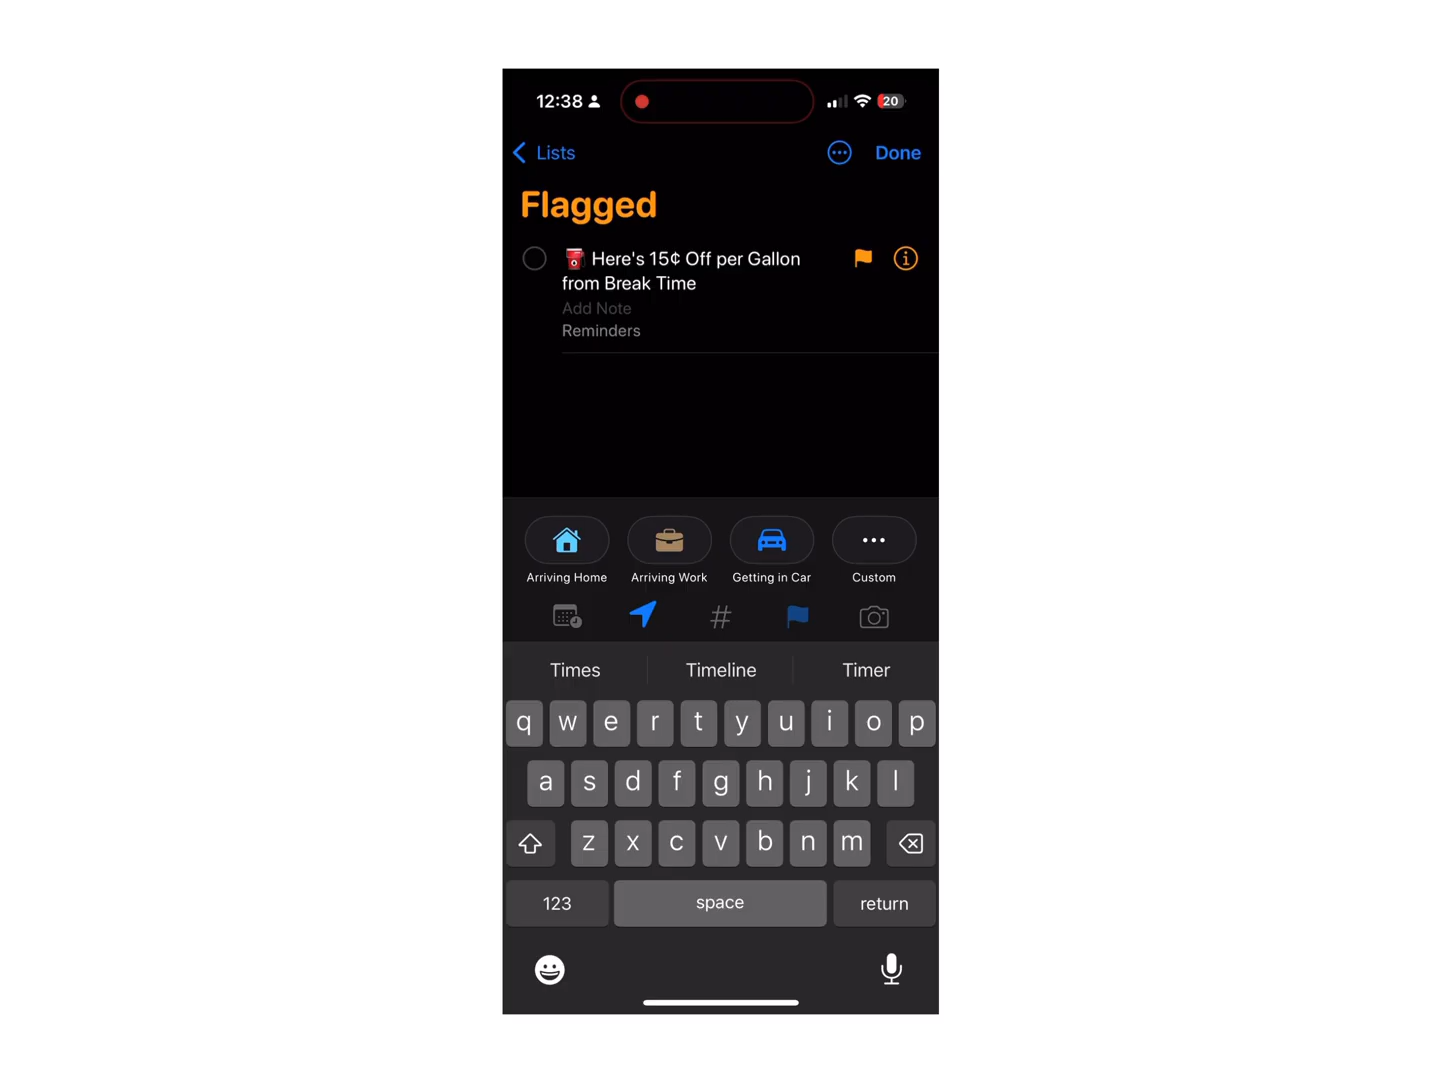 12:38
20
Lists
Done
Flagged
Here's 15¢ Off per Gallon
from Break Time
Add Note
Reminders
Arriving Home
Arriving Work
Getting in Car
Custom
#
Times
Timeline
Timer
q w e r t y u i o p
a s d f g h j k l
z x c v b n m
123
space
return